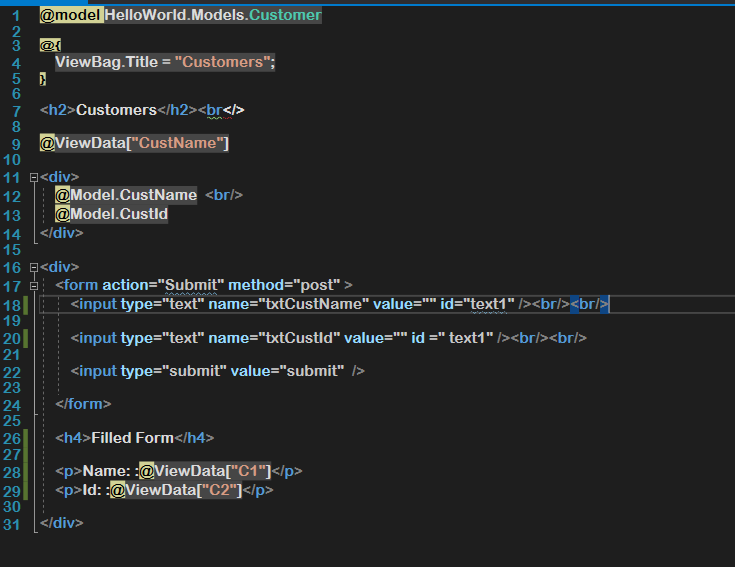 1 @model HelloWorld.Models.Customer
2
3 @{
4 ViewBag.Title = "Customers";
5 }
6
7 <h2>Customers</h2><br</>
8
9 @ViewData["CustName"]
10
11 <div>
12 @Model.CustName <br/>
13 @Model.CustId
14 </div>
15
16 <div>
17 <form action="Submit" method="post" >
18 <input type="text" name="txtCustName" value="" id="text1" /><br/><br/>
19
20 <input type="text" name="txtCustId" value="" id =" text1" /><br/><br/>
21
22 <input type="submit" value="submit" />
23
24 </form>
25
26 <h4>Filled Form</h4>
27
28 <p>Name: :@ViewData["C1"]</p>
29 <p>Id: :@ViewData["C2"]</p>
30
31 </div>